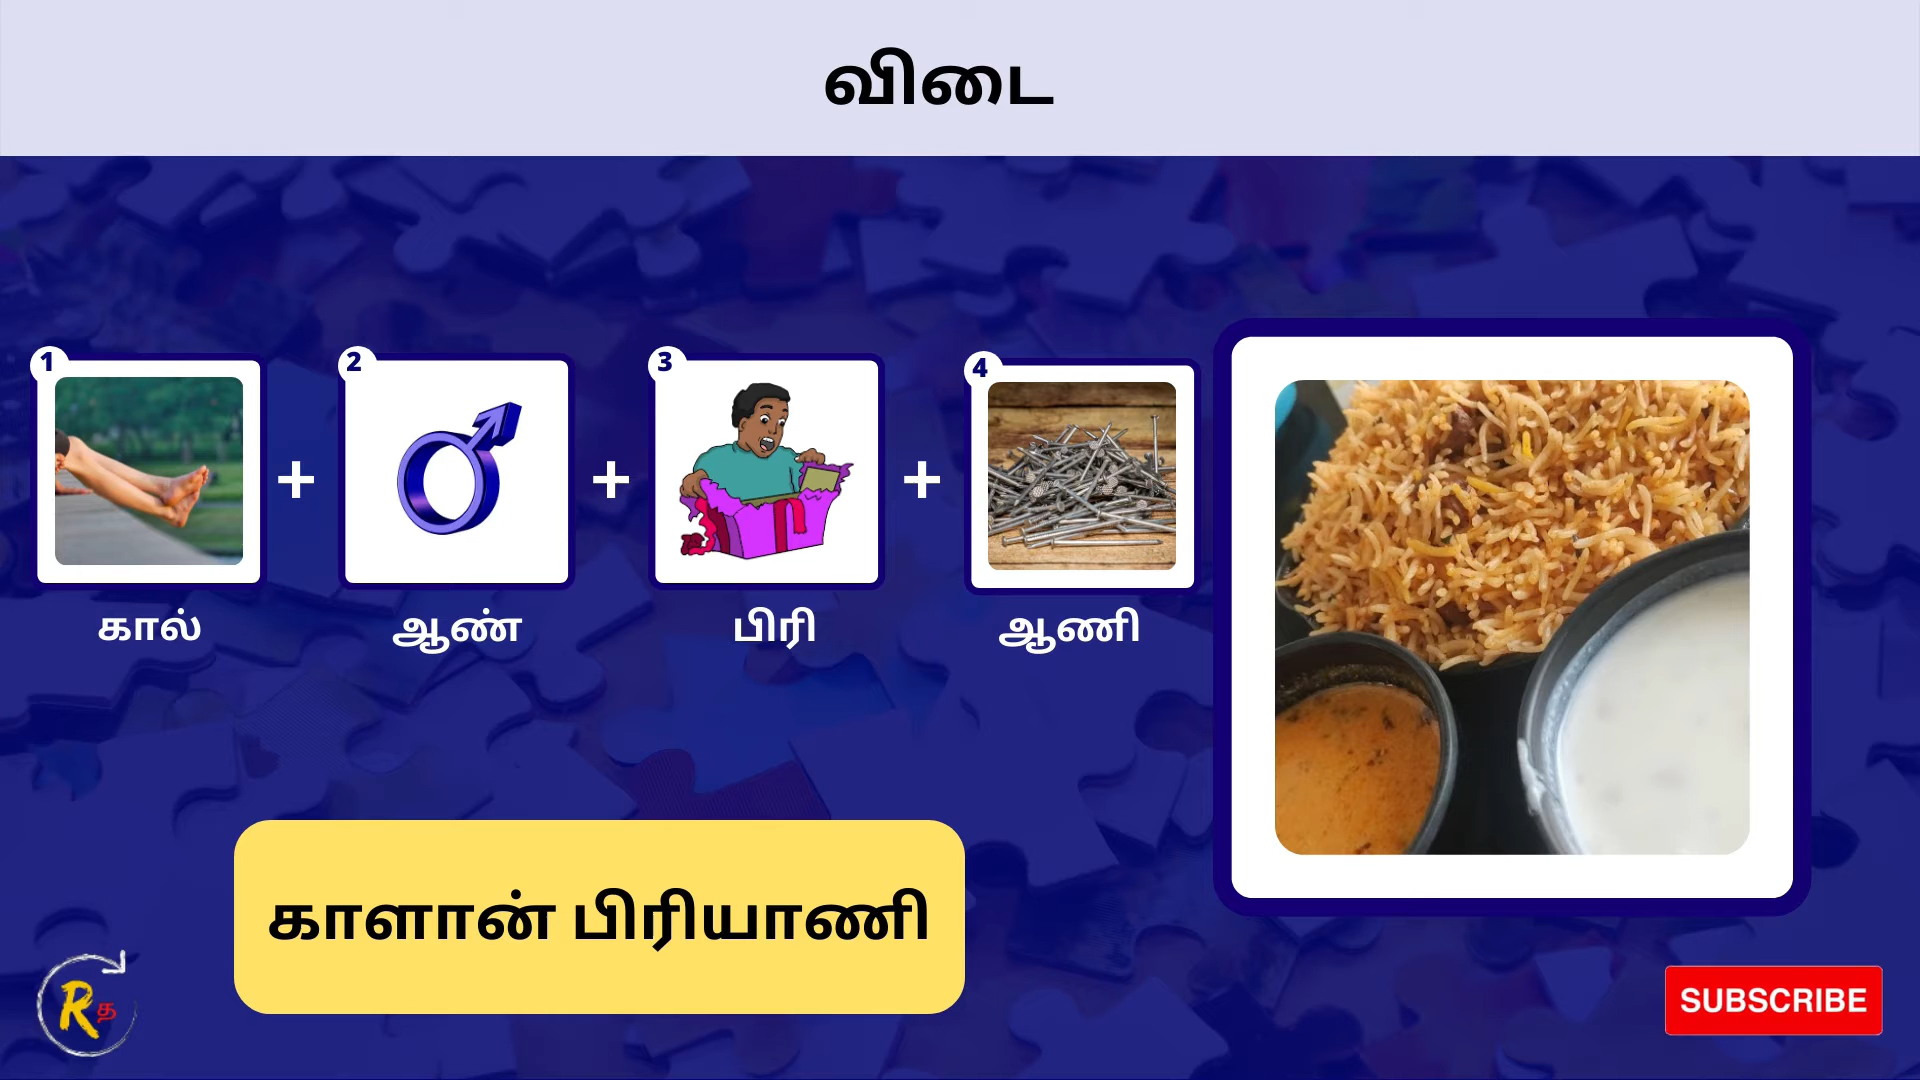 விடை
1
2
3
4
+
+
+
கால்
ஆண்
பிரி
ஆணி
காளான் பிரியாணி
R த
SUBSCRIBE